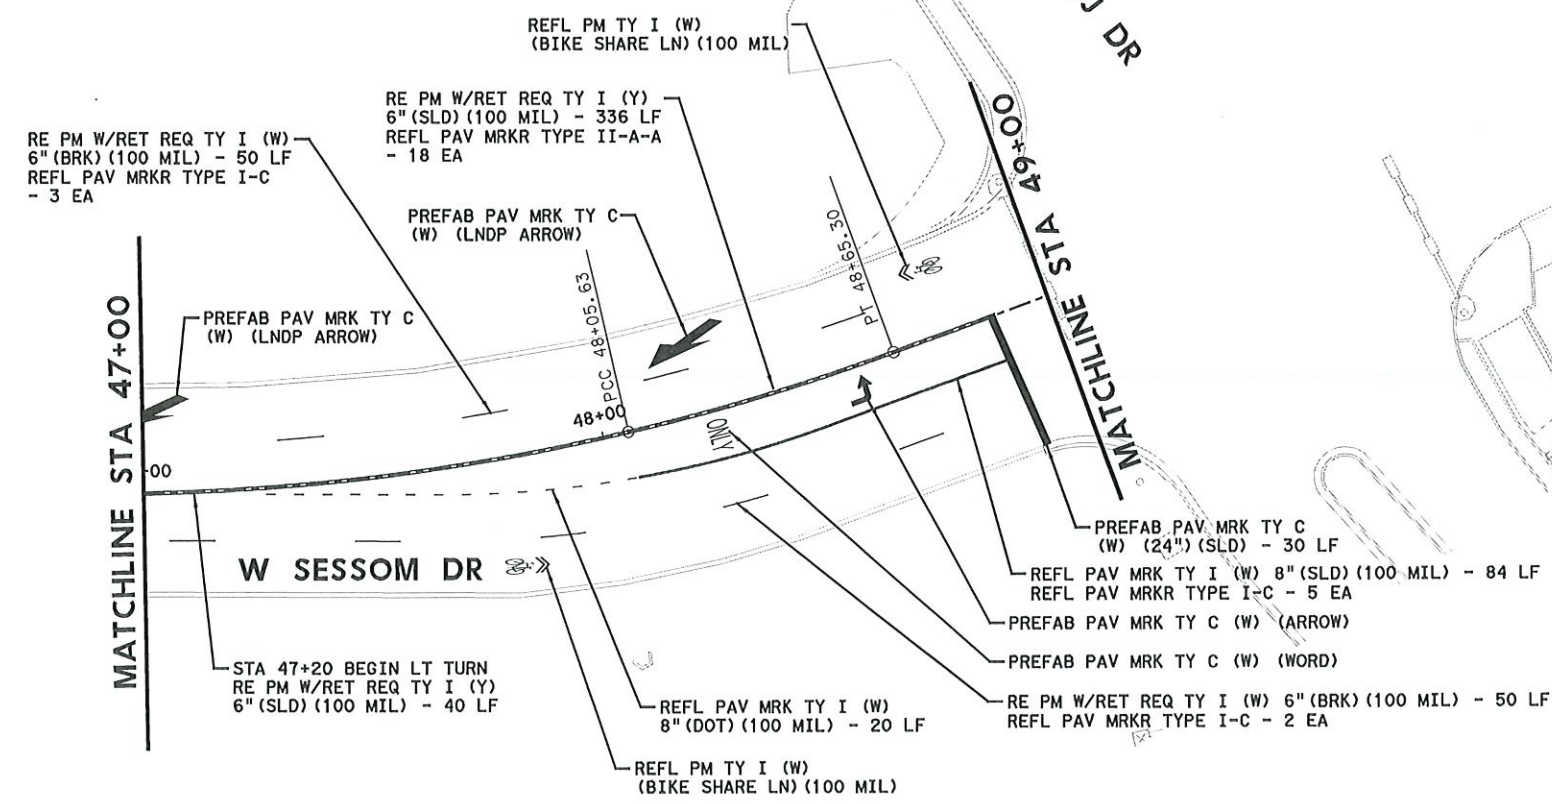 REFL PM TY I (W)
(BIKE SHARE LN) (100 MIL)
DR
RE PM W/RET REQ TY I (Y)
6" (SLD) (100 MIL) - 336 LF
REFL PAV MRKR TYPE II-A-A
- 18 EA
RE PM W/RET REQ TY I (W)
6" (BRK) (100 MIL) - 50 LF
REFL PAV MRKR TYPE I-C
- 3 EA
PREFAB PAV MRK TY C
(W) (LNDP ARROW)
PREFAB PAV MRK TY C
(W) (LNDP ARROW)
MATCHLINE STA 47+00
PCC 48+05.63
PT 48+65.30
MATCHLINE STA 49+00
48+00
-00
ONLY
W SESSOM DR
PREFAB PAV MRK TY C
(W) (24") (SLD) - 30 LF
REFL PAV MRK TY I (W) 8" (SLD) (100 MIL) - 84 LF
REFL PAV MRKR TYPE I-C - 5 EA
PREFAB PAV MRK TY C (W) (ARROW)
PREFAB PAV MRK TY C (W) (WORD)
RE PM W/RET REQ TY I (W) 6" (BRK) (100 MIL) - 50 LF
REFL PAV MRKR TYPE I-C - 2 EA
STA 47+20 BEGIN LT TURN
RE PM W/RET REQ TY I (Y)
6" (SLD) (100 MIL) - 40 LF
REFL PAV MRK TY I (W)
8" (DOT) (100 MIL) - 20 LF
REFL PM TY I (W)
(BIKE SHARE LN) (100 MIL)